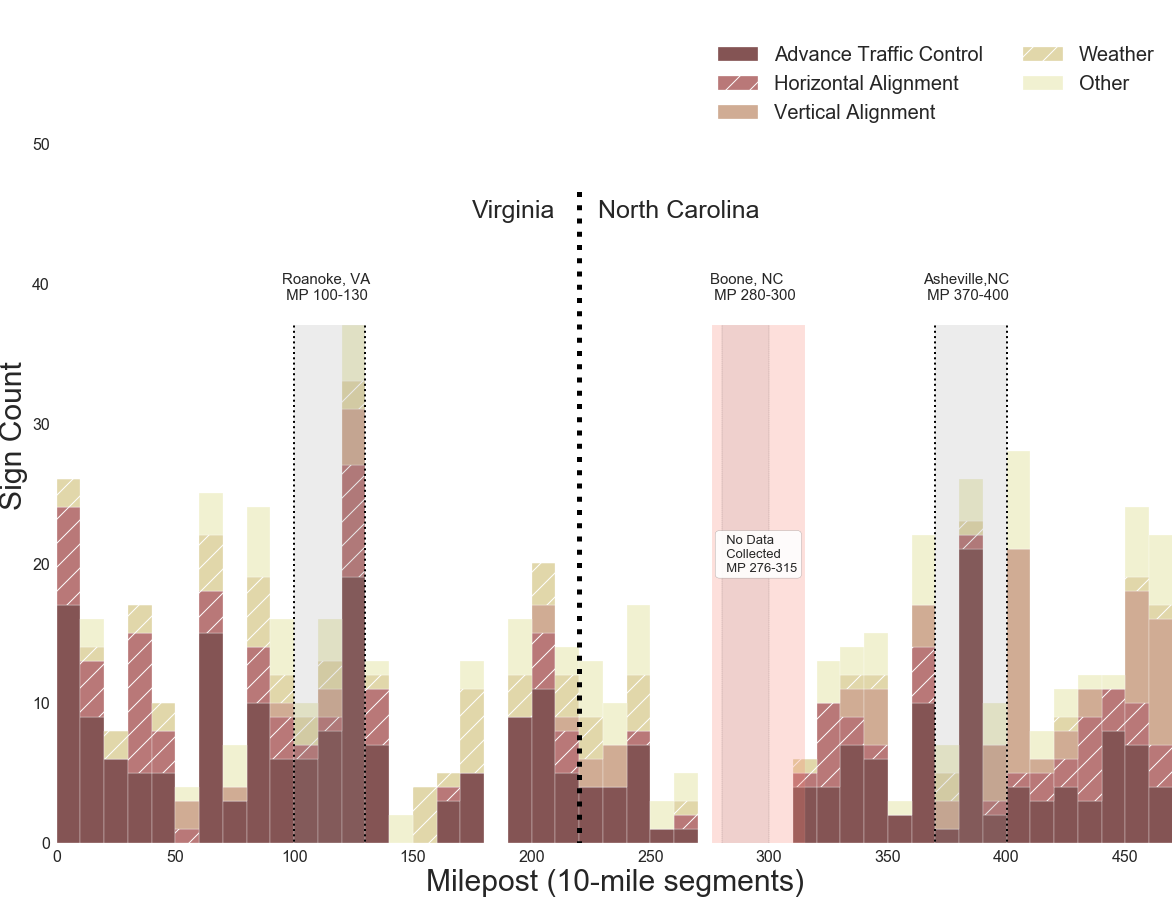 Advance Traffic Control
Horizontal Alignment
Vertical Alignment
Weather
Other
50
Virginia
North Carolina
Roanoke, VA
MP 100-130
Boone, NC
MP 280-300
Asheville,NC
MP 370-400
40
30
20
10
0
Sign Count
No Data
Collected
MP 276-315
0 50 100 150 200 250 300 350 400 450
Milepost (10-mile segments)